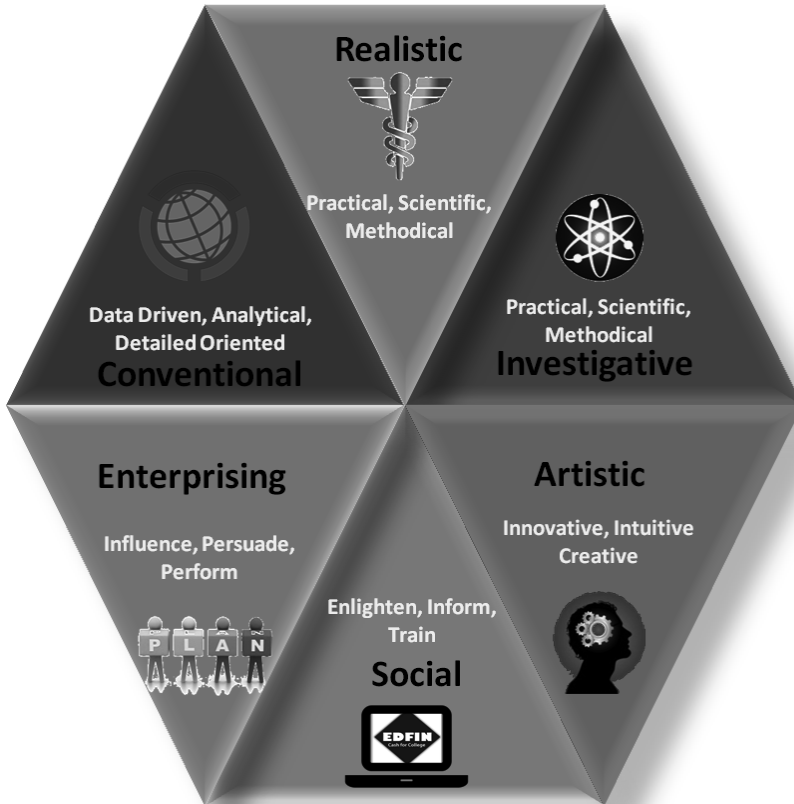 Realistic
Practical, Scientific,
Methodical
Data Driven, Analytical,
Detailed Oriented
Conventional
Practical, Scientific,
Methodical
Investigative
Enterprising
Influence, Persuade,
Perform
PLAN
Enlighten, Inform,
Train
Social
EDFIN
Cash for College
Artistic
Innovative, Intuitive
Creative